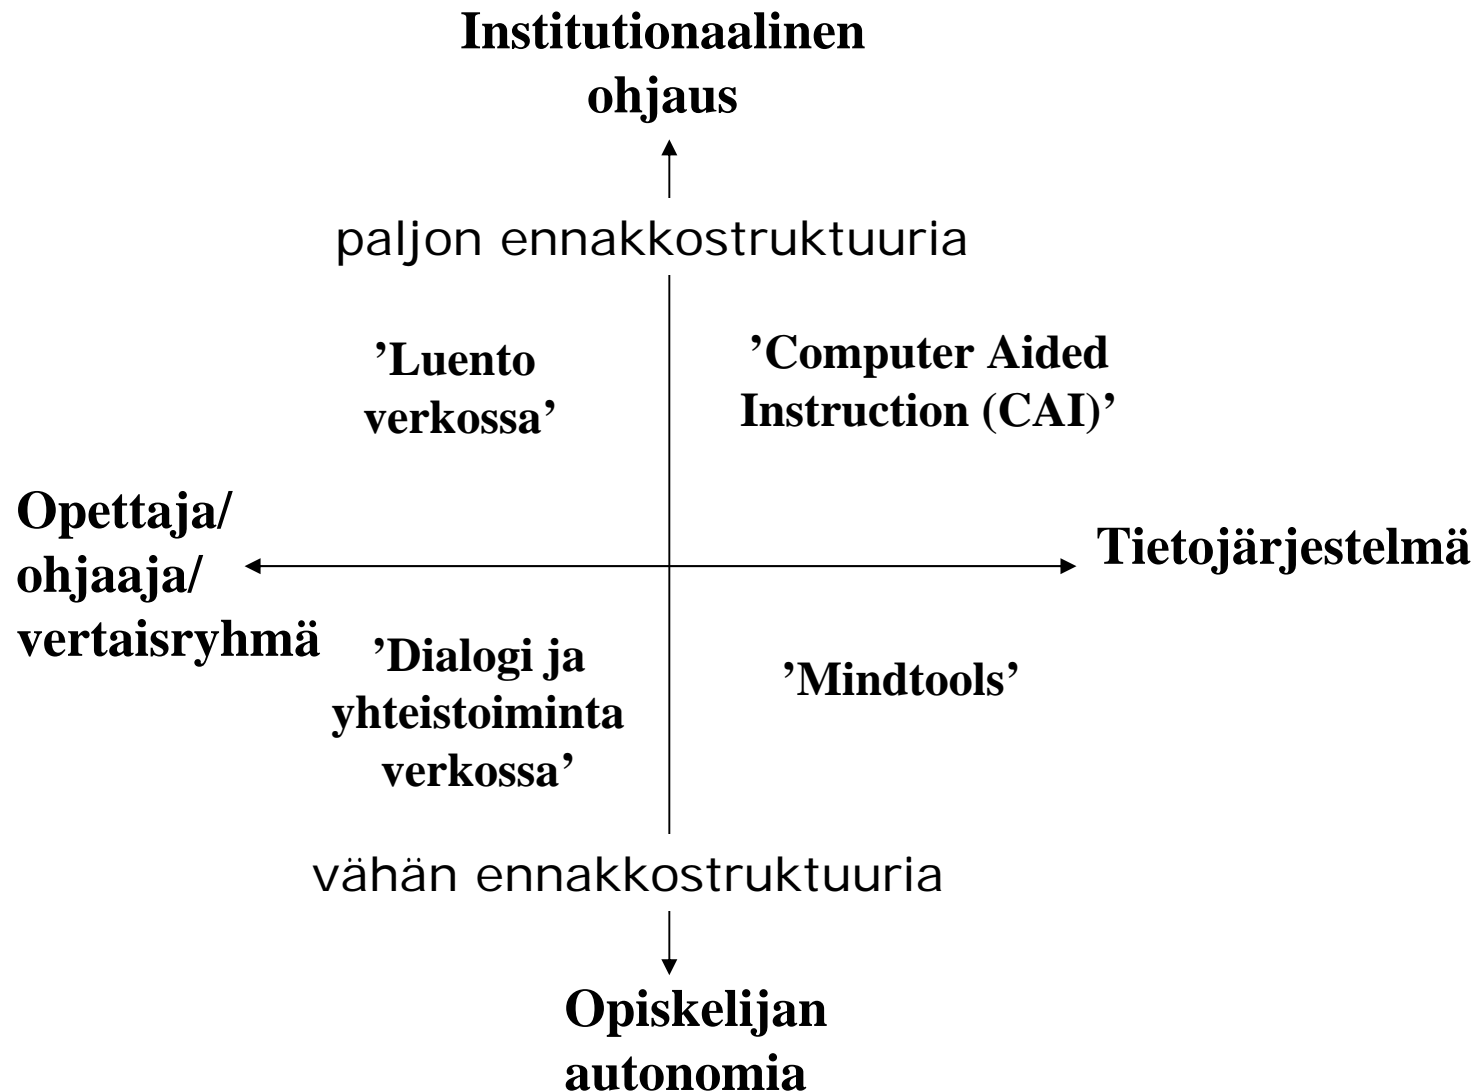 Institutionaalinen
ohjaus
paljon ennakkostruktuuria
’Luento
verkossa’
’Computer Aided
Instruction (CAI)’
Opettaja/
ohjaaja/
vertaisryhmä
Tietojärjestelmä
’Dialogi ja
yhteistoiminta
verkossa’
’Mindtools’
vähän ennakkostruktuuria
Opiskelijan
autonomia